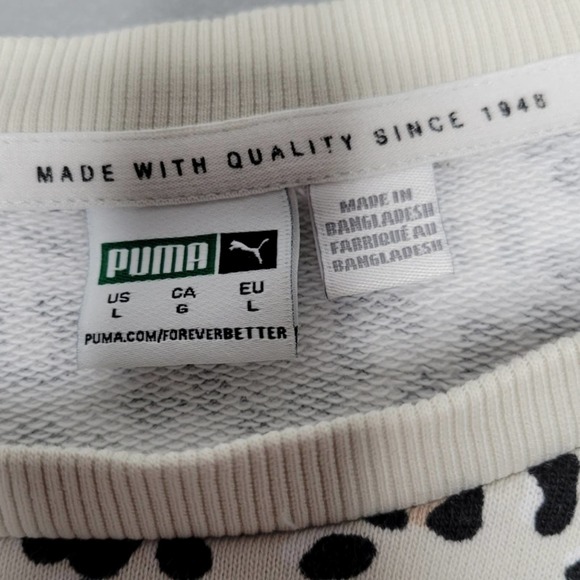 MADE WITH QUALITY SINCE 1948
PUMA
US CA EU
L G L
PUMA.COM/FOREVERBETTER
MADE IN
BANGLADESH
FABRIQUÉ AU
BANGLADESH